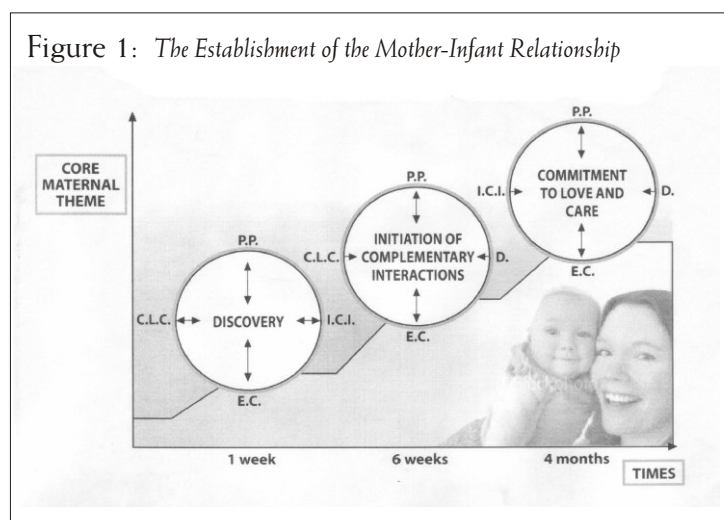 Figure 1: The Establishment of the Mother-Infant Relationship
CORE
MATERNAL
THEME
P.P.
C.L.C.
DISCOVERY
I.C.I.
E.C.
P.P.
C.L.C.
INITIATION OF
COMPLEMENTARY
INTERACTIONS
D.
E.C.
P.P.
I.C.I.
COMMITMENT
TO LOVE AND
CARE
D.
E.C.
1 week
6 weeks
4 months
TIMES